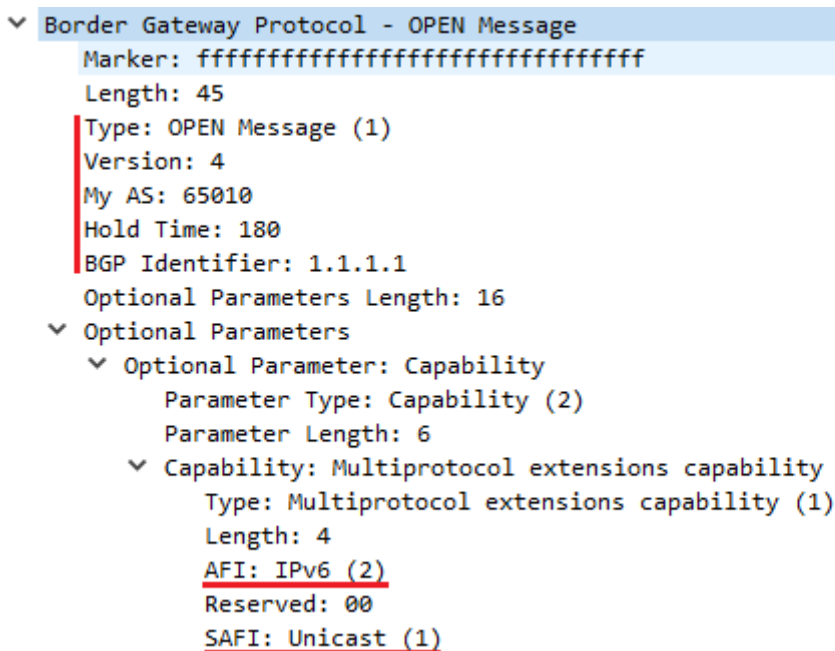 Border Gateway Protocol - OPEN Message
Marker: ffffffffffffffffffffffffffffffff
Length: 45
Type: OPEN Message (1)
Version: 4
My AS: 65010
Hold Time: 180
BGP Identifier: 1.1.1.1
Optional Parameters Length: 16
Optional Parameters
Optional Parameter: Capability
Parameter Type: Capability (2)
Parameter Length: 6
Capability: Multiprotocol extensions capability
Type: Multiprotocol extensions capability (1)
Length: 4
AFI: IPv6 (2)
Reserved: 00
SAFI: Unicast (1)